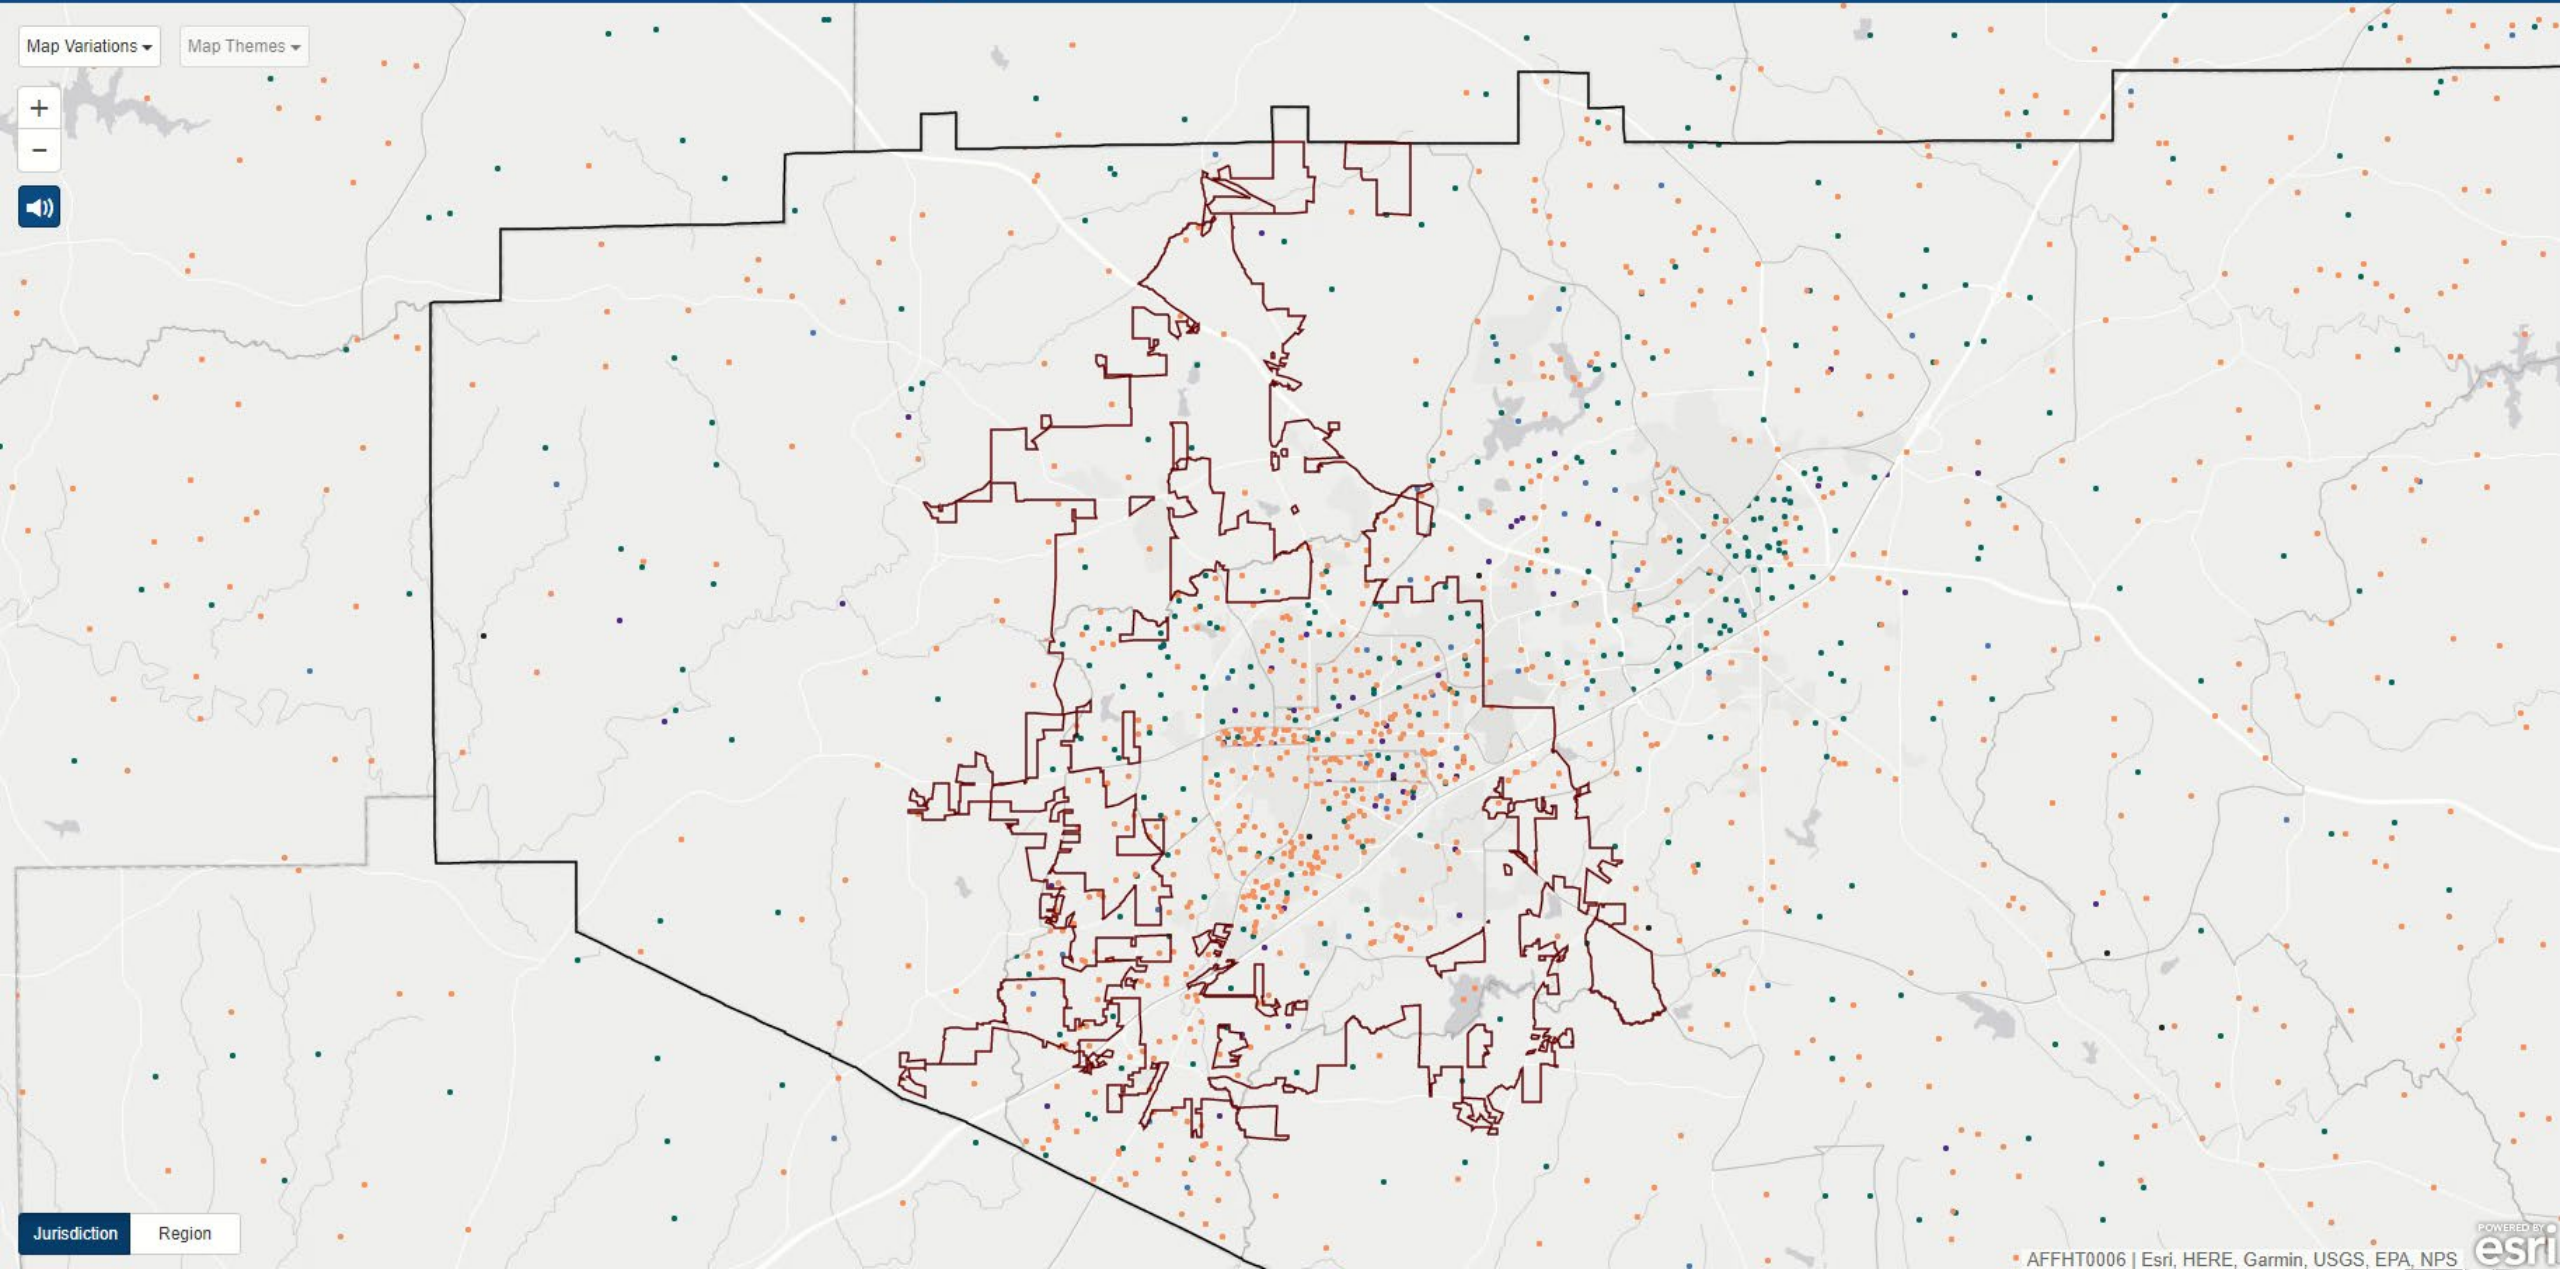 Map Variations
Map Themes
+
−
Jurisdiction
Region
POWERED BY
esri
AFFHT0006 | Esri, HERE, Garmin, USGS, EPA, NPS